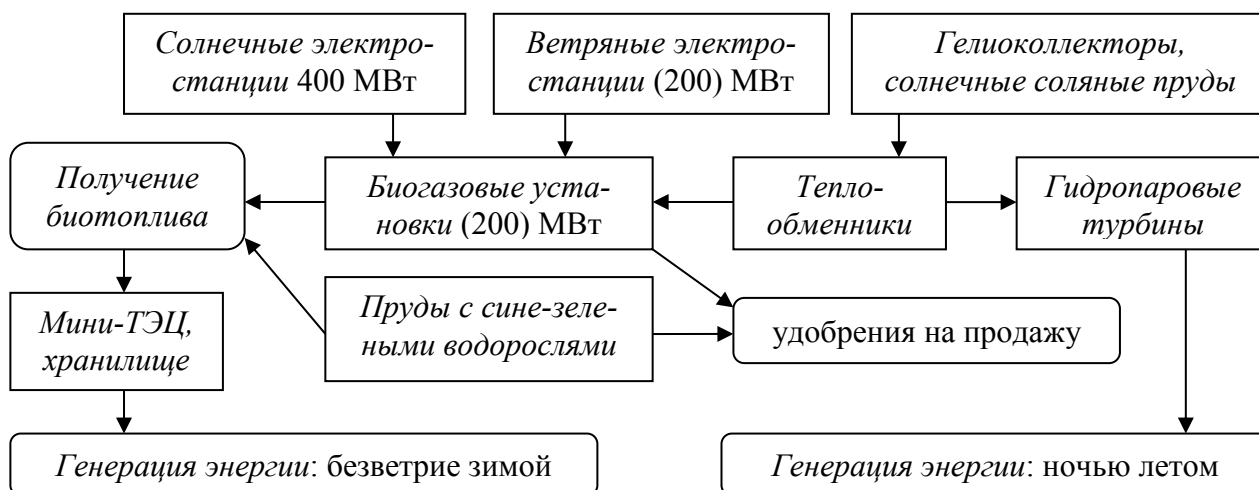 Солнечные электро-
станции 400 МВт
Ветряные электро-
станции (200) МВт
Гелиоколлекторы,
солнечные соляные пруды
Получение
биотоплива
Биогазовые уста-
новки (200) МВт
Тепло-
обменники
Гидропаровые
турбины
Мини-ТЭЦ,
хранилище
Пруды с сине-зеле-
ными водорослями
удобрения на продажу
Генерация энергии: безветрие зимой
Генерация энергии: ночью летом